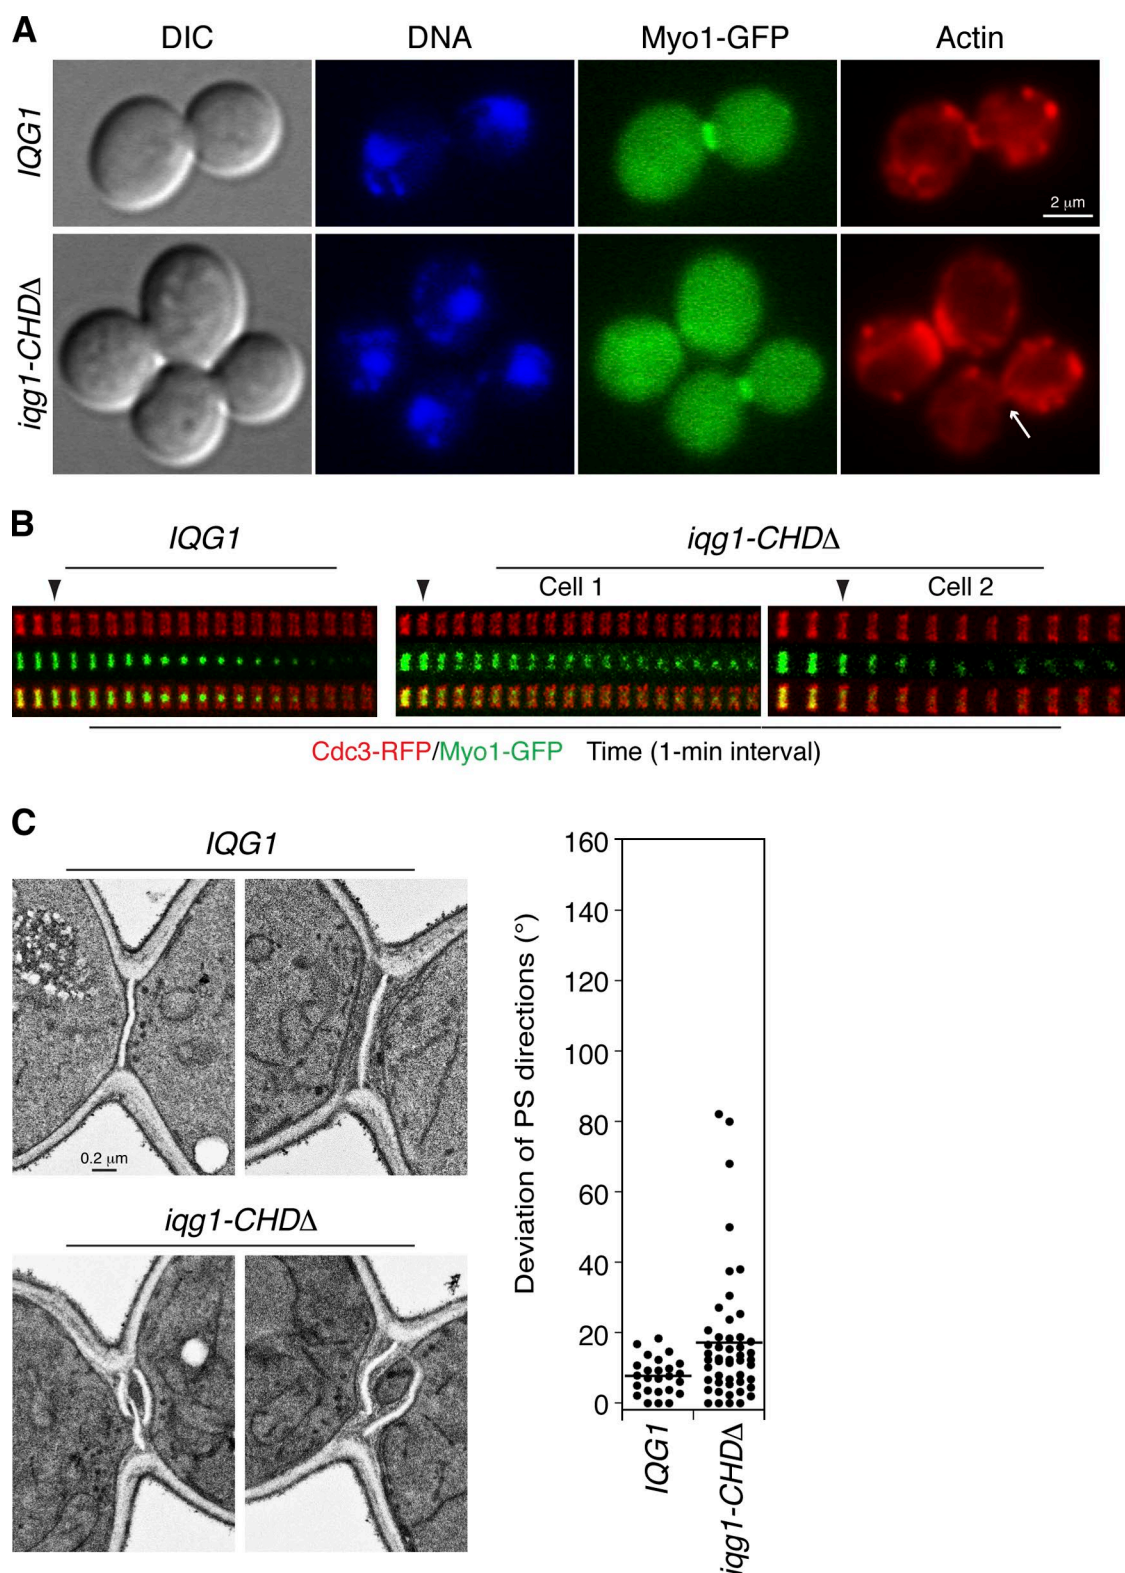 A
DIC DNA Myo1-GFP Actin
IQG1
2 μm
iqg1-CHDΔ
B
IQG1 iqg1-CHDΔ
Cell 1 Cell 2
Cdc3-RFP/Myo1-GFP Time (1-min interval)
C
IQG1
0.2 μm
iqg1-CHDΔ
Deviation of PS directions (°)
160
140
120
100
80
60
40
20
0
IQG1 iqg1-CHDΔ